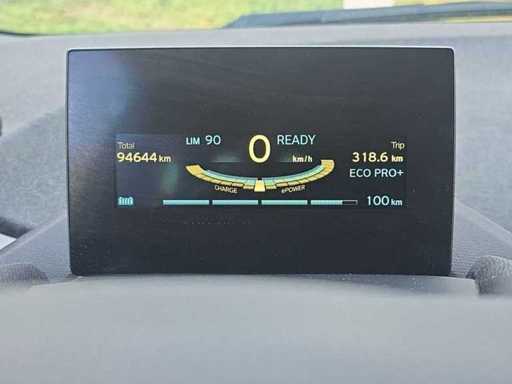 LIM 90 0 READY
Total km/h Trip
94644 km 318.6 km
CHARGE ePOWER ECO PRO+
100 km